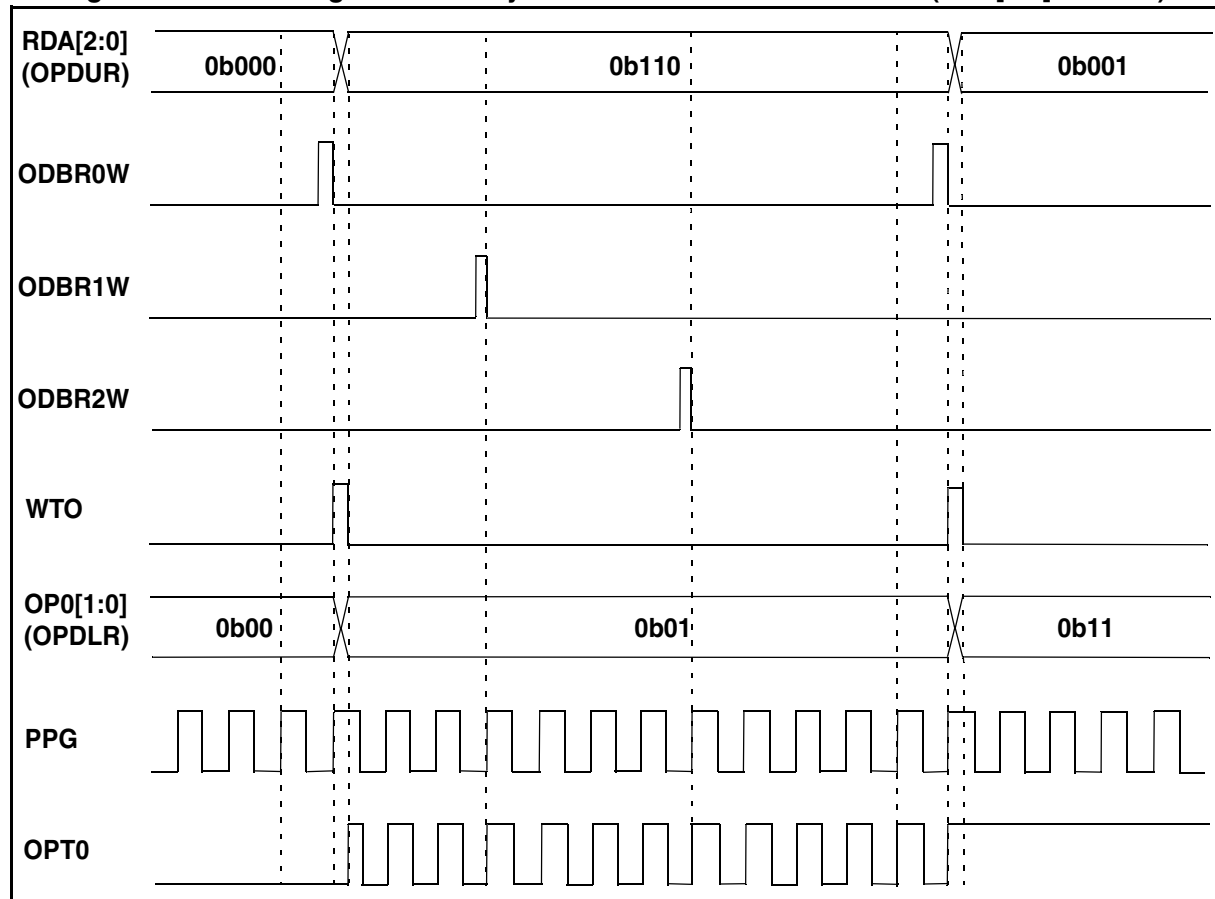 RDA[2:0]
(OPDUR)
0b000
0b110
0b001
ODBR0W
ODBR1W
ODBR2W
WTO
OP0[1:0]
(OPDLR)
0b00
0b01
0b11
PPG
OPT0